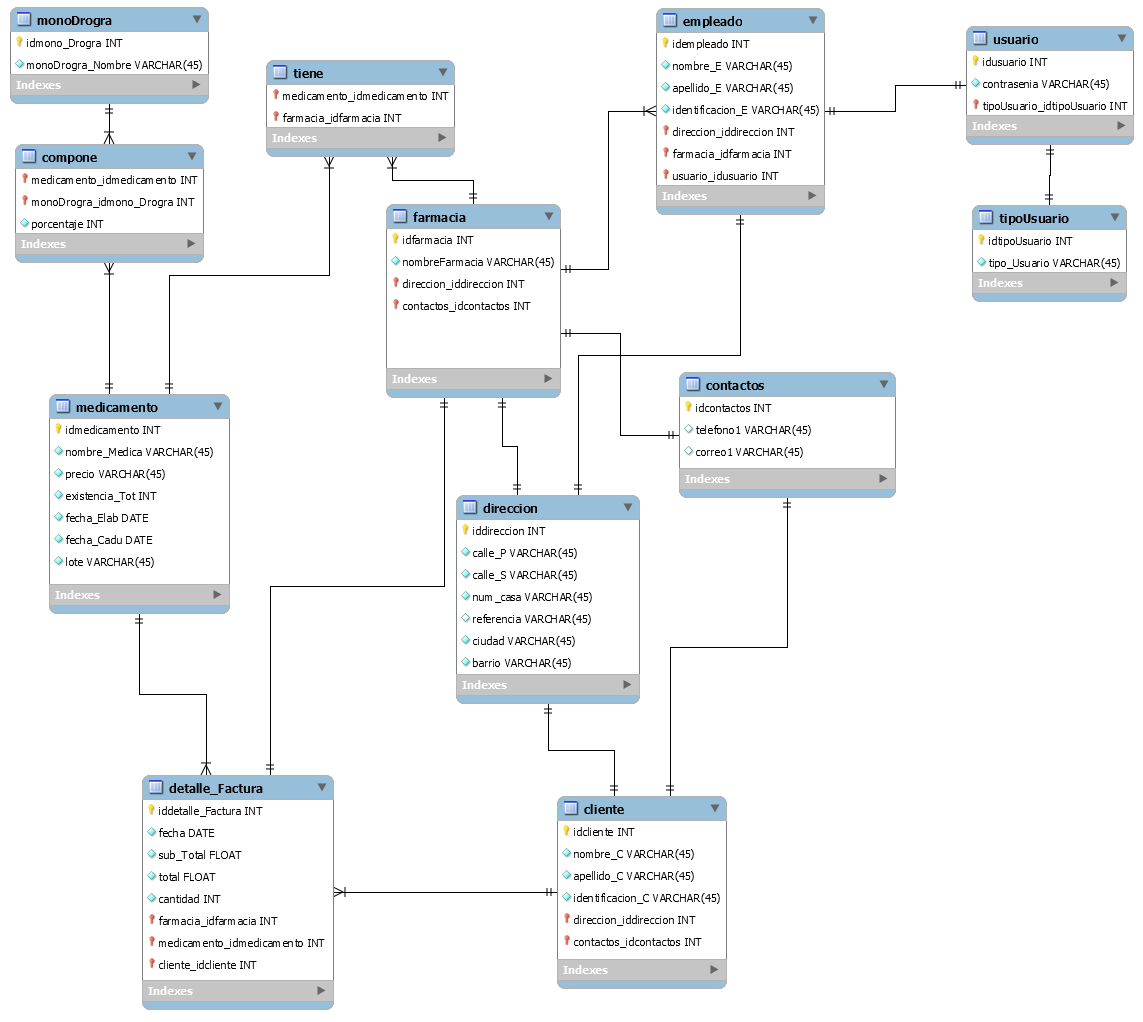 monoDrogra
idmono_Drogra INT
monoDrogra_Nombre VARCHAR(45)
Indexes
compone
medicamento_idmedicamento INT
monoDrogra_idmono_Drogra INT
porcentaje INT
Indexes
tiene
medicamento_idmedicamento INT
farmacia_idfarmacia INT
Indexes
farmacia
idfarmacia INT
nombreFarmacia VARCHAR(45)
direccion_iddireccion INT
contactos_idcontactos INT
Indexes
empleado
idempleado INT
nombre_E VARCHAR(45)
apellido_E VARCHAR(45)
identificacion_E VARCHAR(45)
direccion_iddireccion INT
farmacia_idfarmacia INT
usuario_idusuario INT
Indexes
usuario
idusuario INT
contrasenia VARCHAR(45)
tipoUsuario_idtipoUsuario INT
Indexes
tipoUsuario
idtipoUsuario INT
tipo_Usuario VARCHAR(45)
Indexes
contactos
idcontactos INT
telefono1 VARCHAR(45)
correo1 VARCHAR(45)
Indexes
medicamento
idmedicamento INT
nombre_Medica VARCHAR(45)
precio VARCHAR(45)
existencia_Tot INT
fecha_Elab DATE
fecha_Cadu DATE
lote VARCHAR(45)
Indexes
direccion
iddireccion INT
calle_P VARCHAR(45)
calle_S VARCHAR(45)
num_casa VARCHAR(45)
referencia VARCHAR(45)
ciudad VARCHAR(45)
barrio VARCHAR(45)
Indexes
detalle_Factura
iddetalle_Factura INT
fecha DATE
sub_Total FLOAT
total FLOAT
cantidad INT
farmacia_idfarmacia INT
medicamento_idmedicamento INT
cliente_idcliente INT
Indexes
cliente
idcliente INT
nombre_C VARCHAR(45)
apellido_C VARCHAR(45)
identificacion_C VARCHAR(45)
direccion_iddireccion INT
contactos_idcontactos INT
Indexes